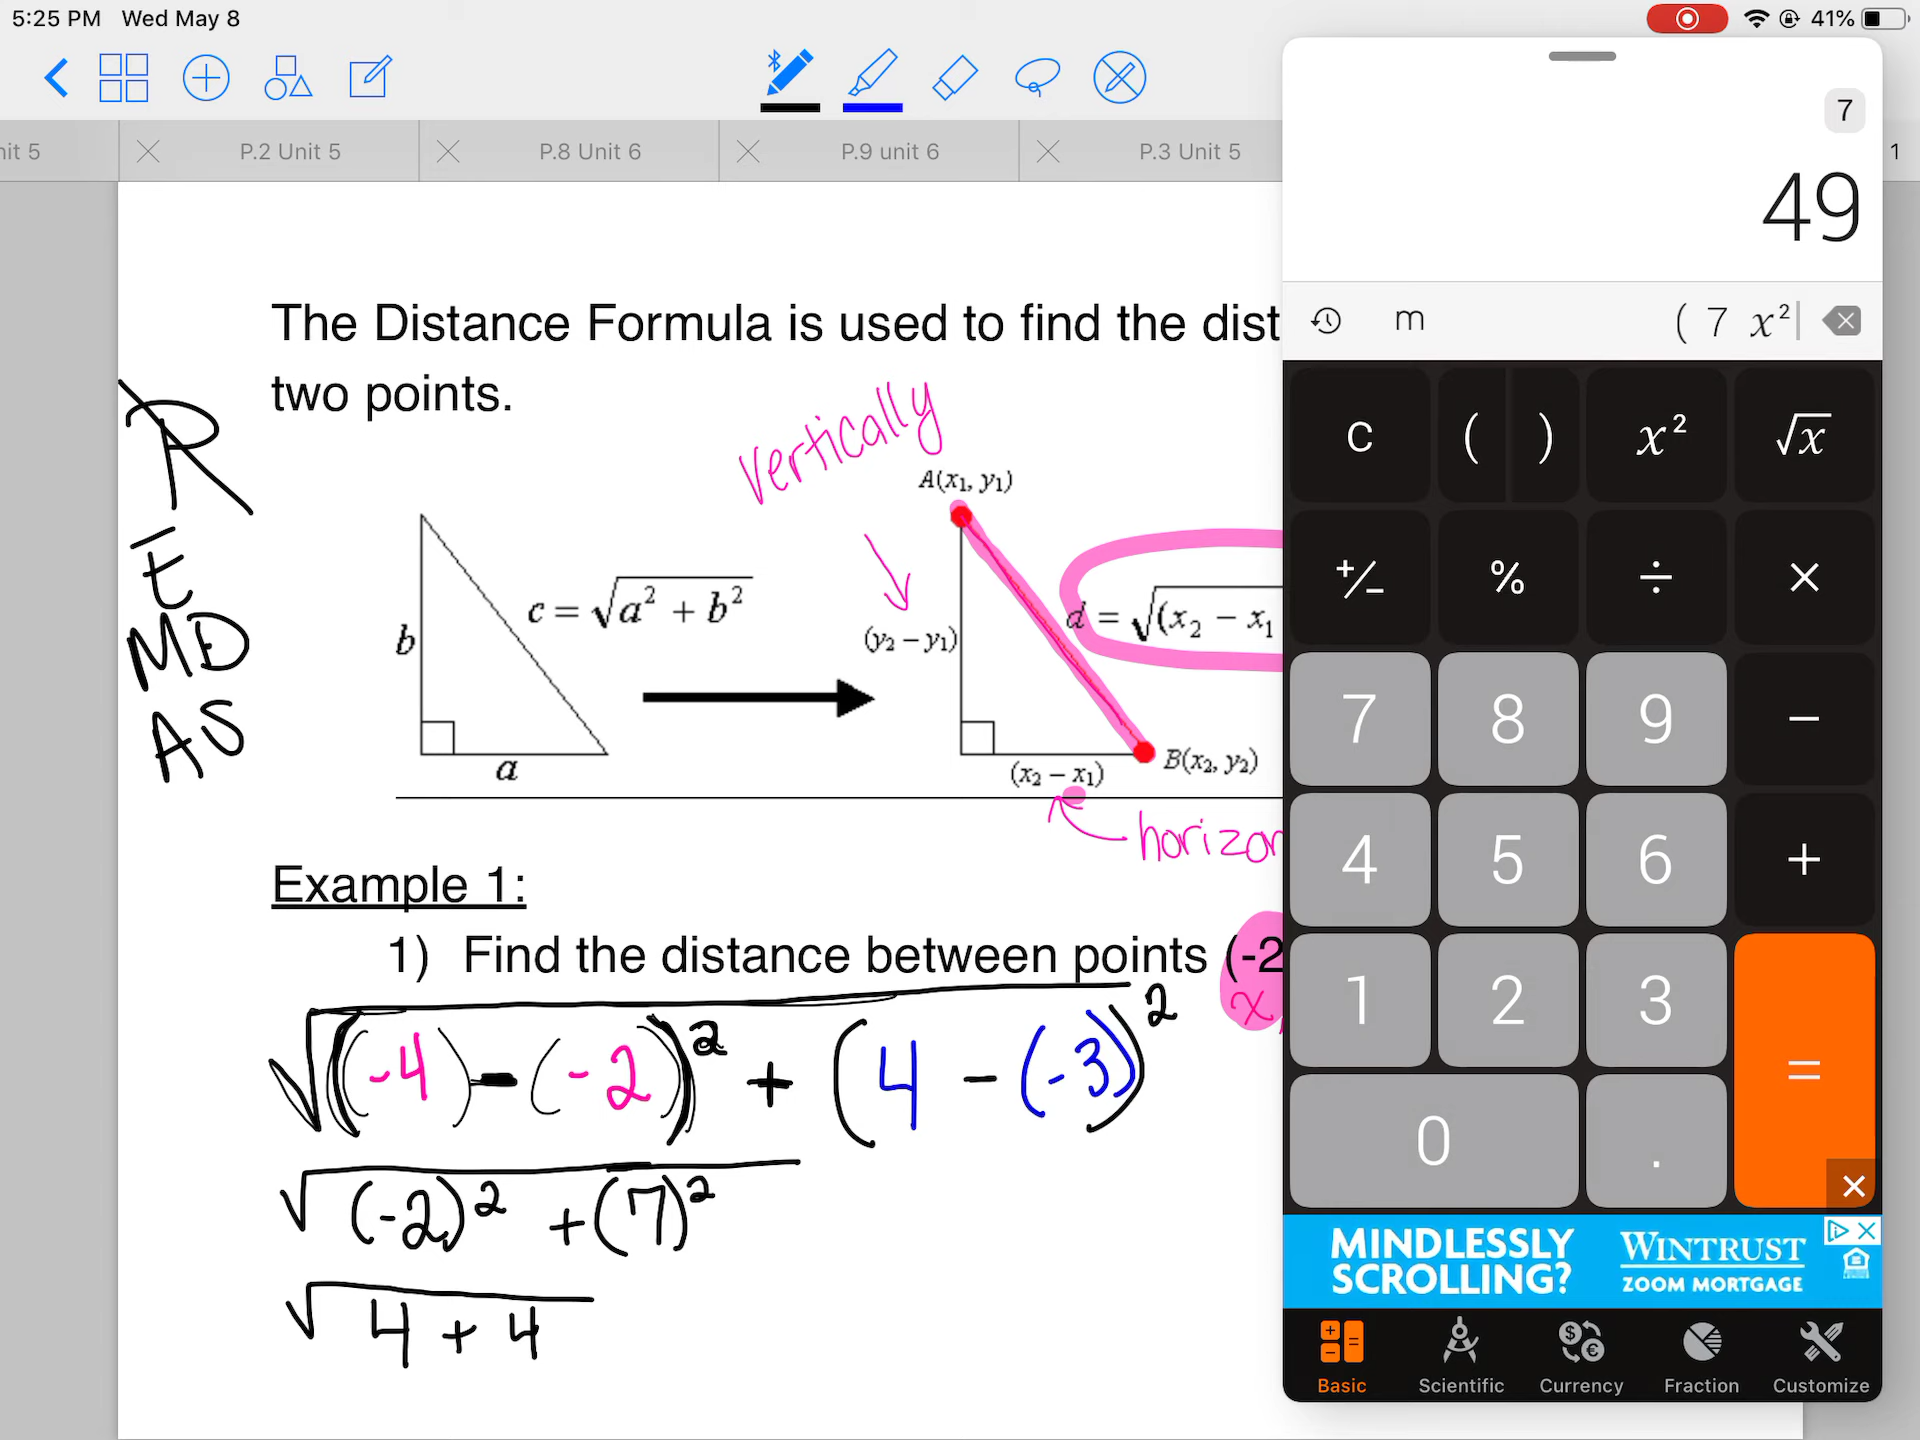 5:25 PM Wed May 8
41%
nit 5
P.2 Unit 5
P.8 Unit 6
P.9 unit 6
P.3 Unit 5
1
The Distance Formula is used to find the dist
two points.
R
E
MD
AS
vertically
A(x₁, y₁)
b
c = √a² + b²
(y₂ − y₁)
d = √(x₂ − x₁
a
(x₂ − x₁)
B(x₂, y₂)
horizon
Example 1:
1) Find the distance between points (-2
x₁
√((-4) - (-2))² + (4 - (-3))²
√(-2)² + (7)²
√4 + 4
7
49
m ( 7 x²
C ( ) x² √x
+/− % ÷ ×
7 8 9 −
4 5 6 +
1 2 3 =
0 .
MINDLESSLY
SCROLLING?
WINTRUST
ZOOM MORTGAGE
Basic Scientific Currency Fraction Customize